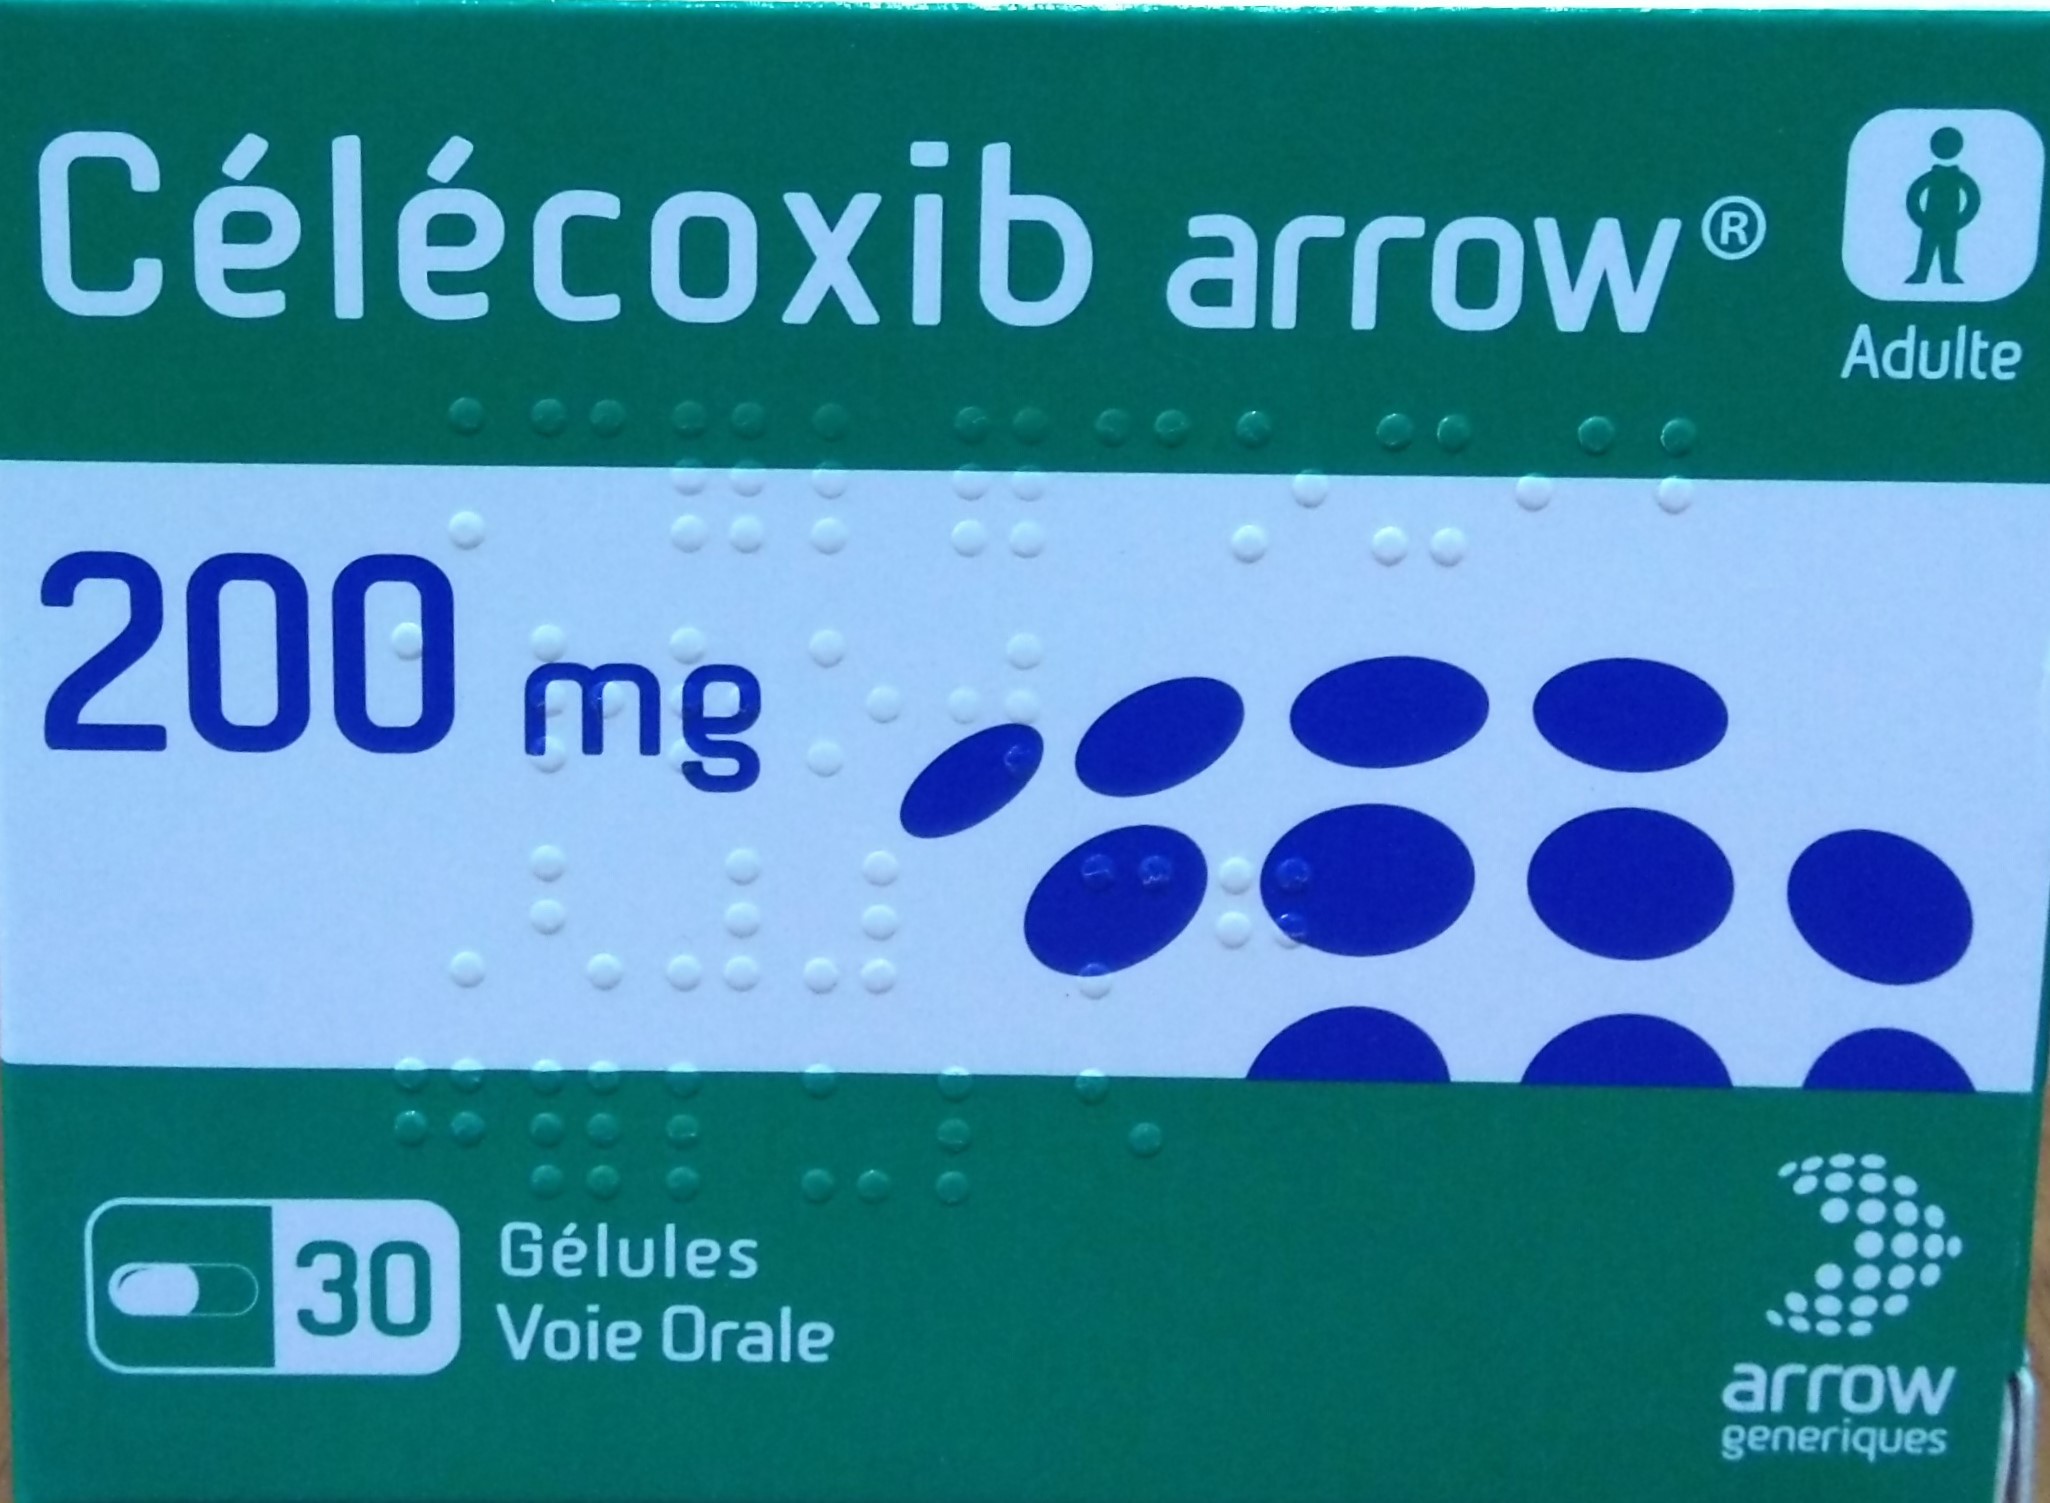 Célécoxib arrow®
Adulte
200 mg
30
Gélules
Voie Orale
arrow
generiques